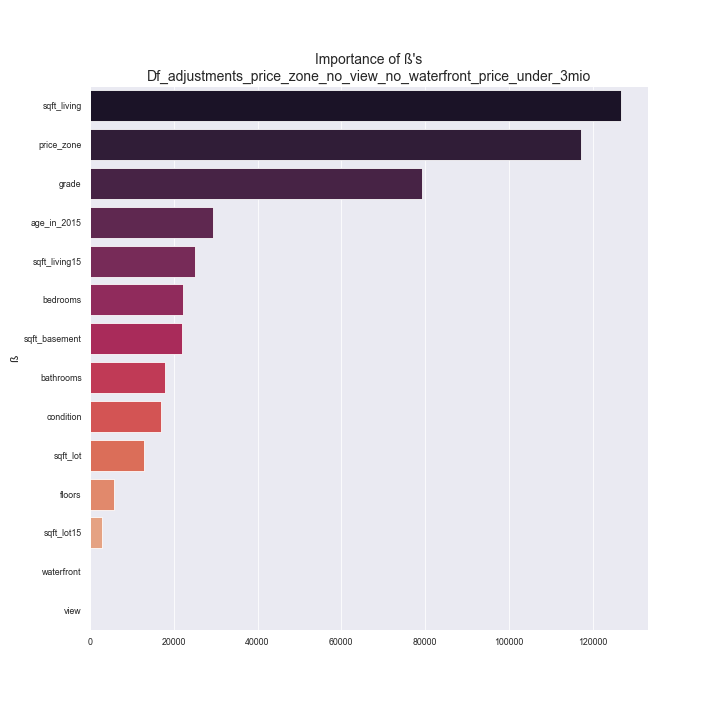 Importance of ß's
Df_adjustments_price_zone_no_view_no_waterfront_price_under_3mio
sqft_living
price_zone
grade
age_in_2015
sqft_living15
bedrooms
sqft_basement
ß
bathrooms
condition
sqft_lot
floors
sqft_lot15
waterfront
view
0 20000 40000 60000 80000 100000 120000